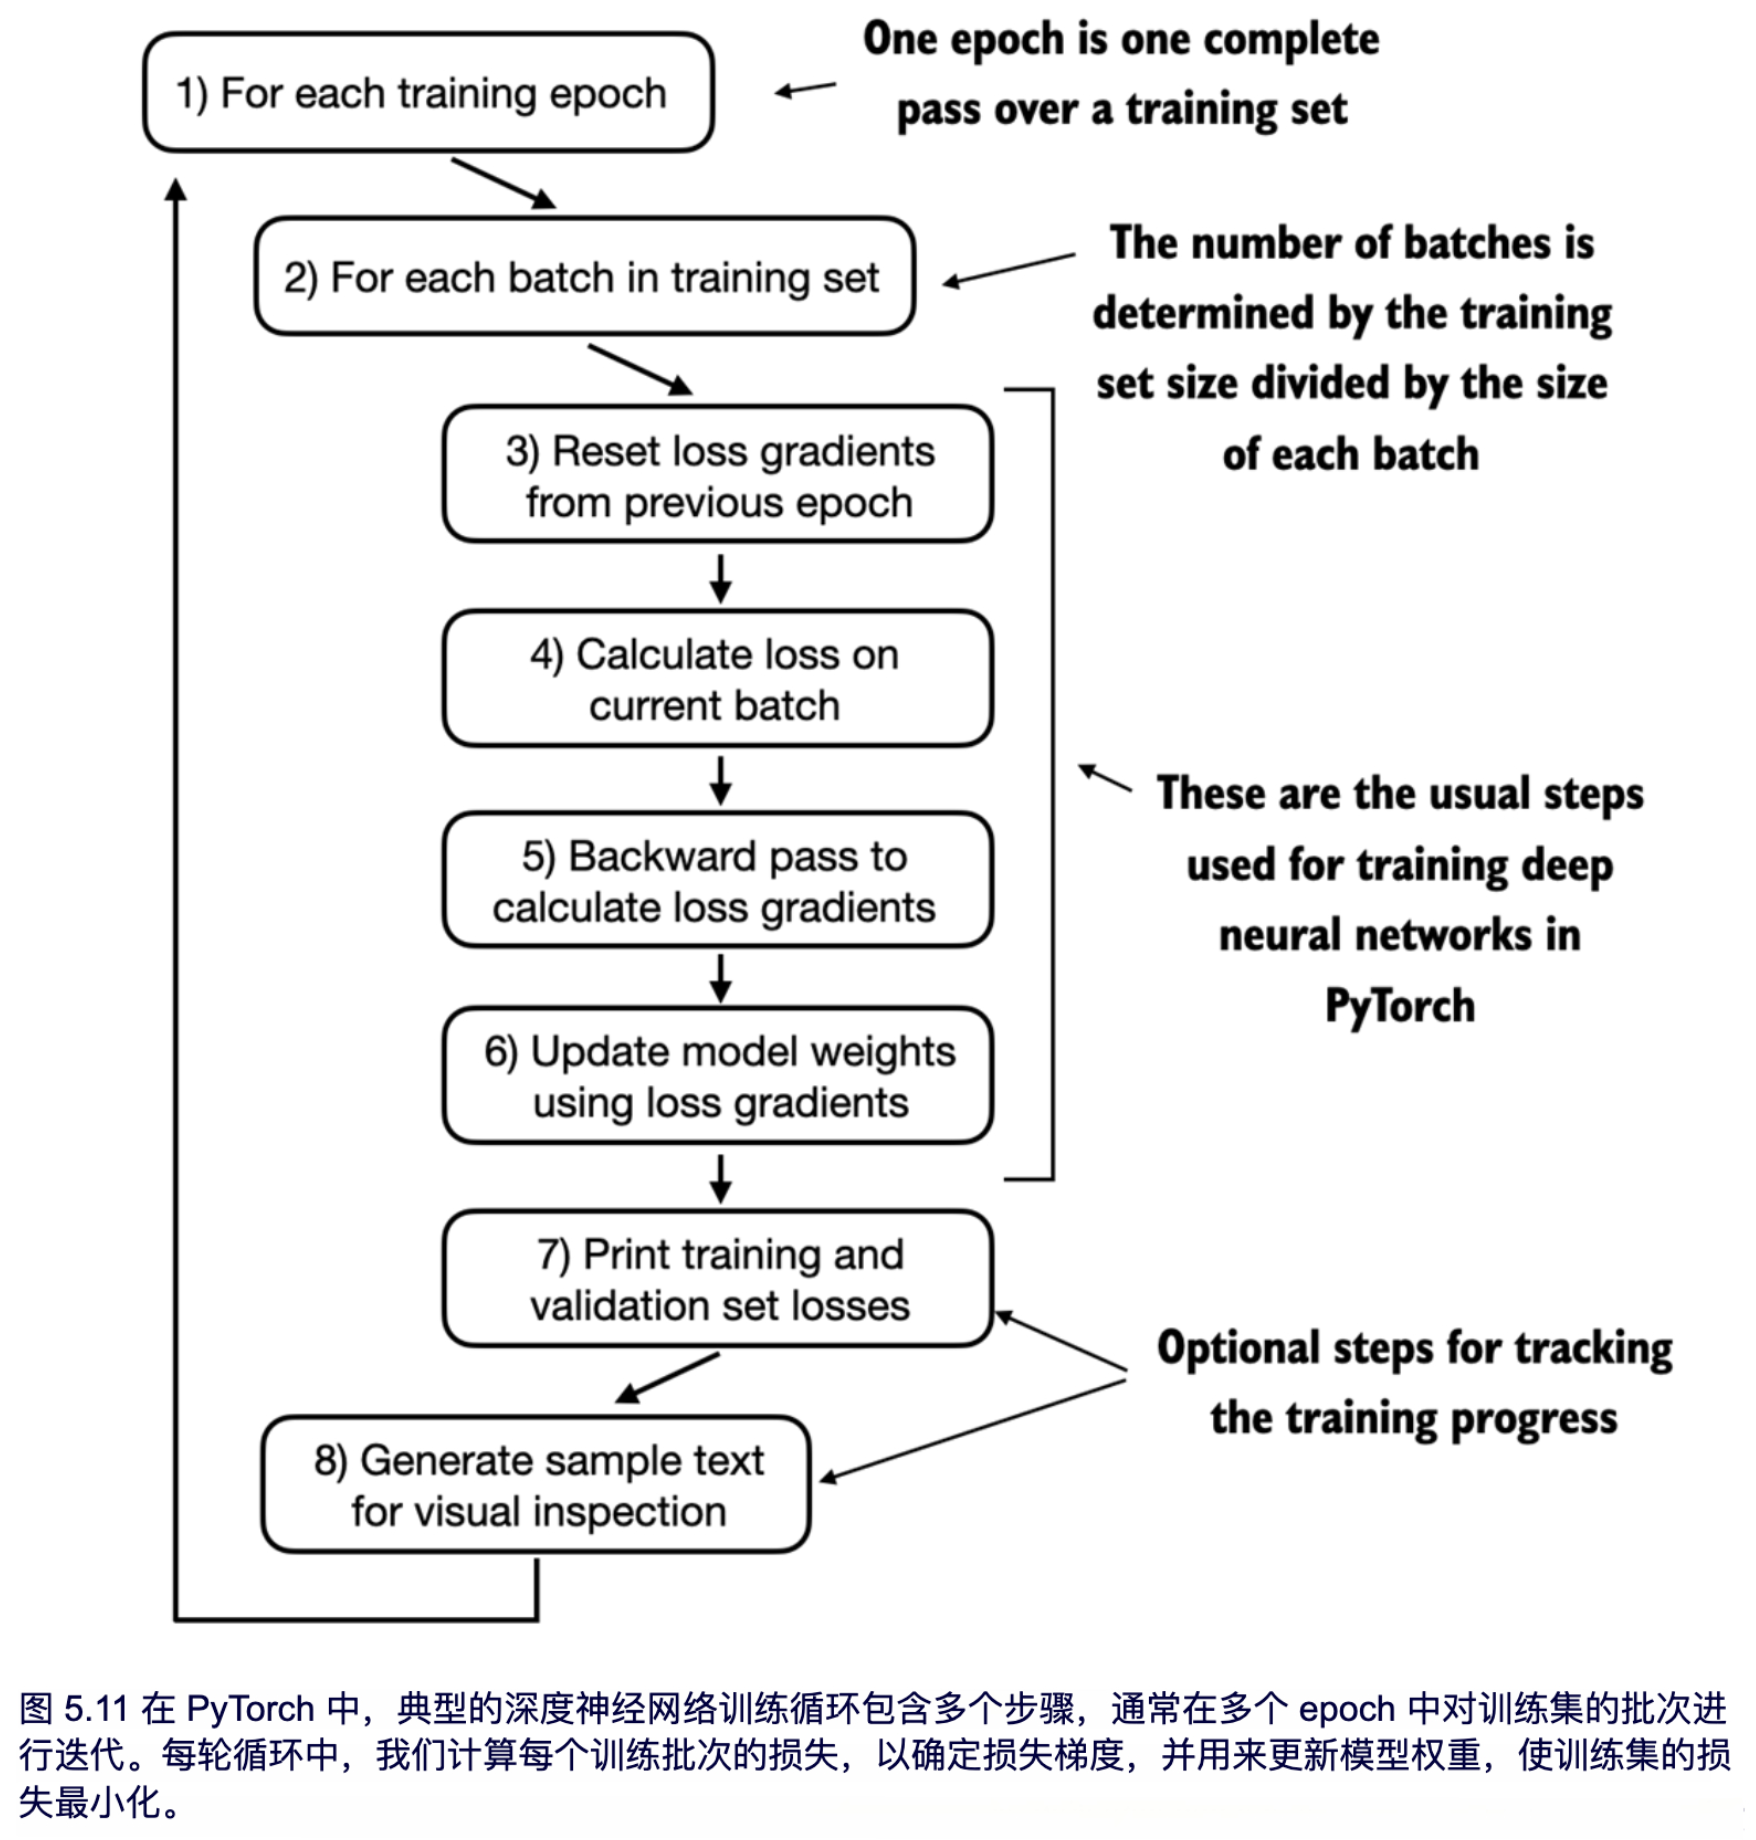 One epoch is one complete
pass over a training set
1) For each training epoch
2) For each batch in training set
The number of batches is
determined by the training
set size divided by the size
of each batch
3) Reset loss gradients
from previous epoch
4) Calculate loss on
current batch
5) Backward pass to
calculate loss gradients
These are the usual steps
used for training deep
neural networks in
PyTorch
6) Update model weights
using loss gradients
7) Print training and
validation set losses
Optional steps for tracking
the training progress
8) Generate sample text
for visual inspection
图 5.11 在 PyTorch 中，典型的深度神经网络训练循环包含多个步骤，通常在多个 epoch 中对训练集的批次进
行迭代。每轮循环中，我们计算每个训练批次的损失，以确定损失梯度，并用来更新模型权重，使训练集的损
失最小化。